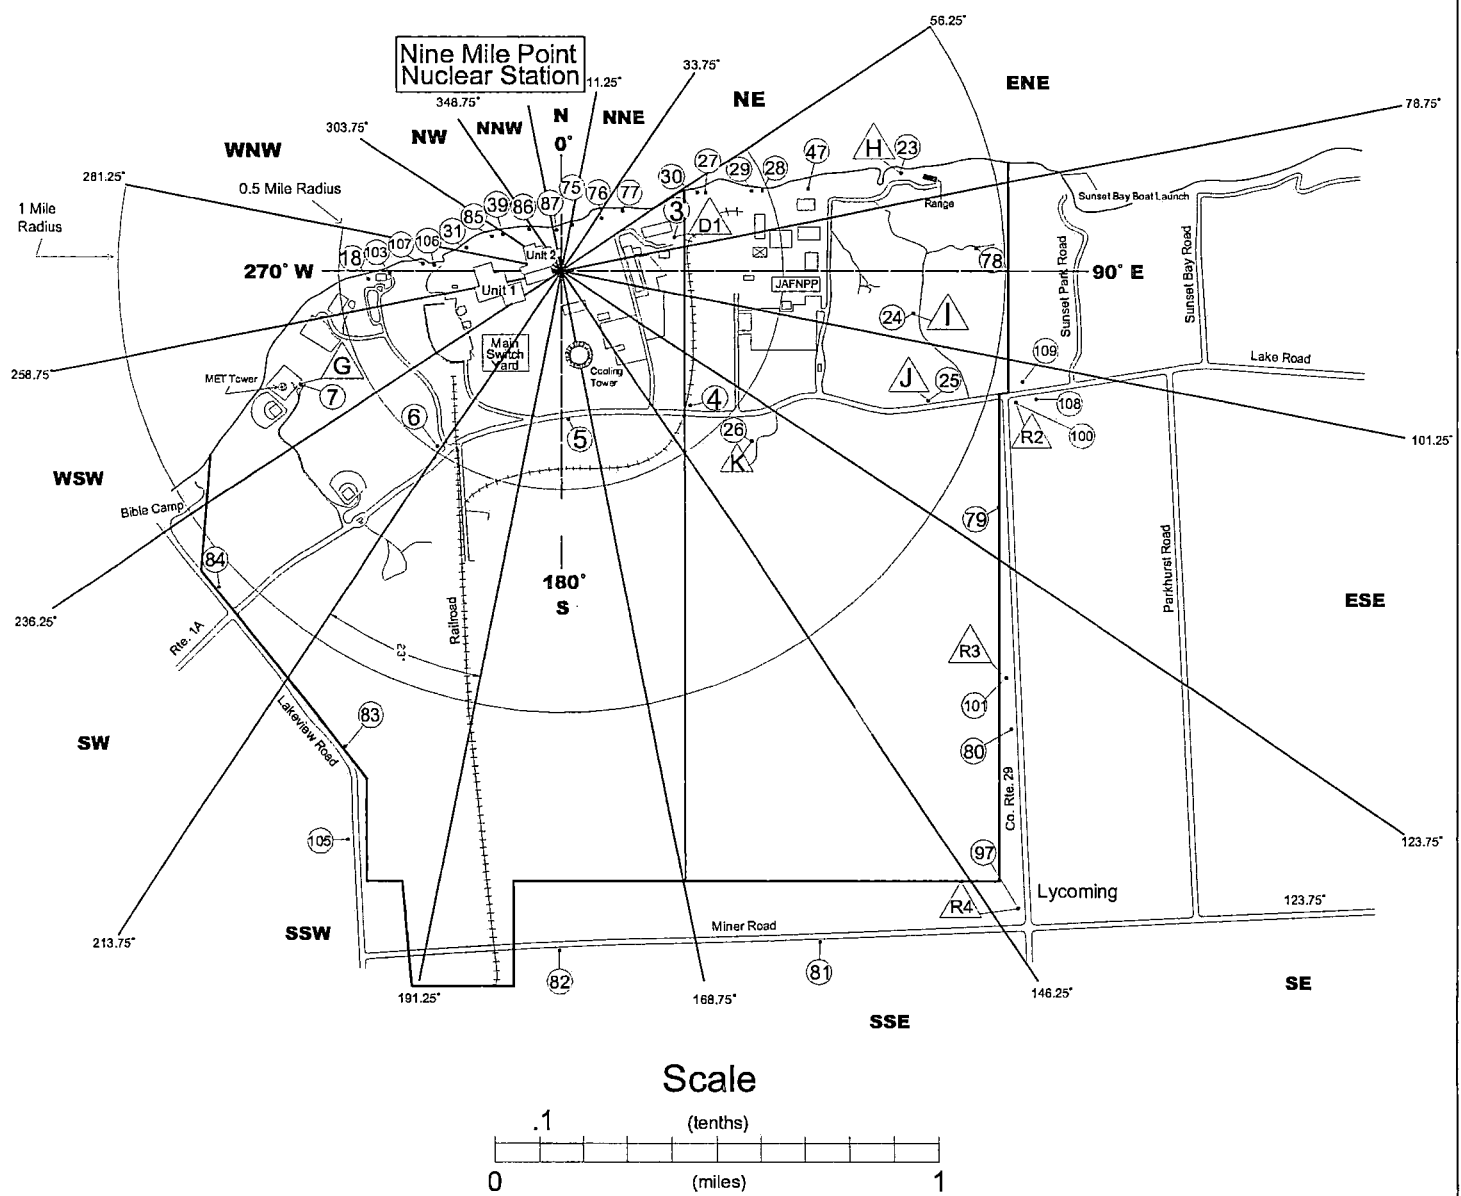 56.25°
Nine Mile Point
Nuclear Station
33.75°
11.25°
348.75°
ENE
NE
78.75°
N
0°
NNE
NNW
NW
303.75°
WNW
281.25°
0.5 Mile Radius
1 Mile
Radius
H
23
47
28
29
27
30
77
76
75
87
86
39
85
31
106
107
103
18
3
D1
Range
Sunset Bay Boat Launch
Unit 2
270° W
90° E
78
JAFNPP
Unit 1
Sunset Park Road
Sunset Bay Road
24
I
Main
Switch
Yard
Cooling
Tower
109
Lake Road
258.75°
MET Tower
G
7
J
25
4
108
6
5
26
K
R2
100
101.25°
WSW
Bible Camp
79
84
180°
S
Parkhurst Road
ESE
236.25°
Rte. 1A
Railroad
23°
R3
101
Lakeview Road
83
SW
80
Co. Rte. 29
105
97
123.75°
Lycoming
R4
123.75°
213.75°
SSW
Miner Road
82
81
191.25°
168.75°
146.25°
SE
SSE
Scale
.1
(tenths)
0
(miles)
1